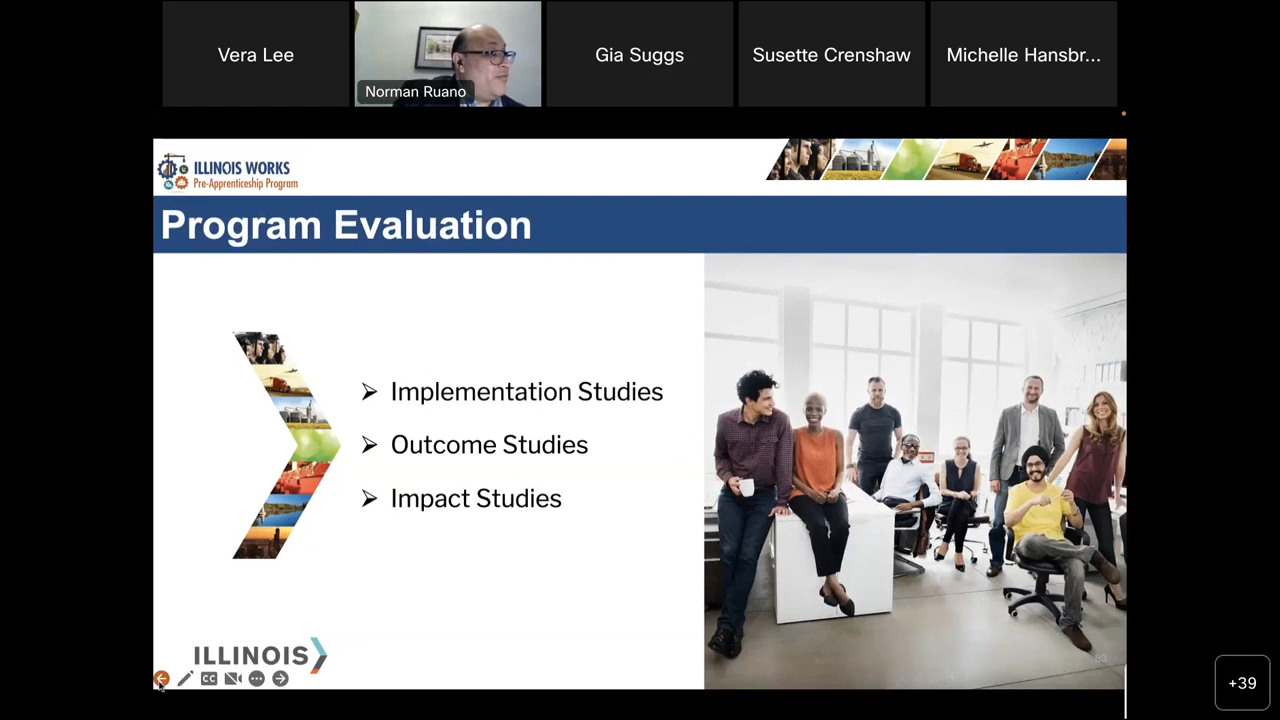 Vera Lee
Norman Ruano
Gia Suggs
Susette Crenshaw
Michelle Hansbr...
ILLINOIS WORKS
Pre-Apprenticeship Program
Program Evaluation
Implementation Studies
Outcome Studies
Impact Studies
ILLINOIS
CC
+39